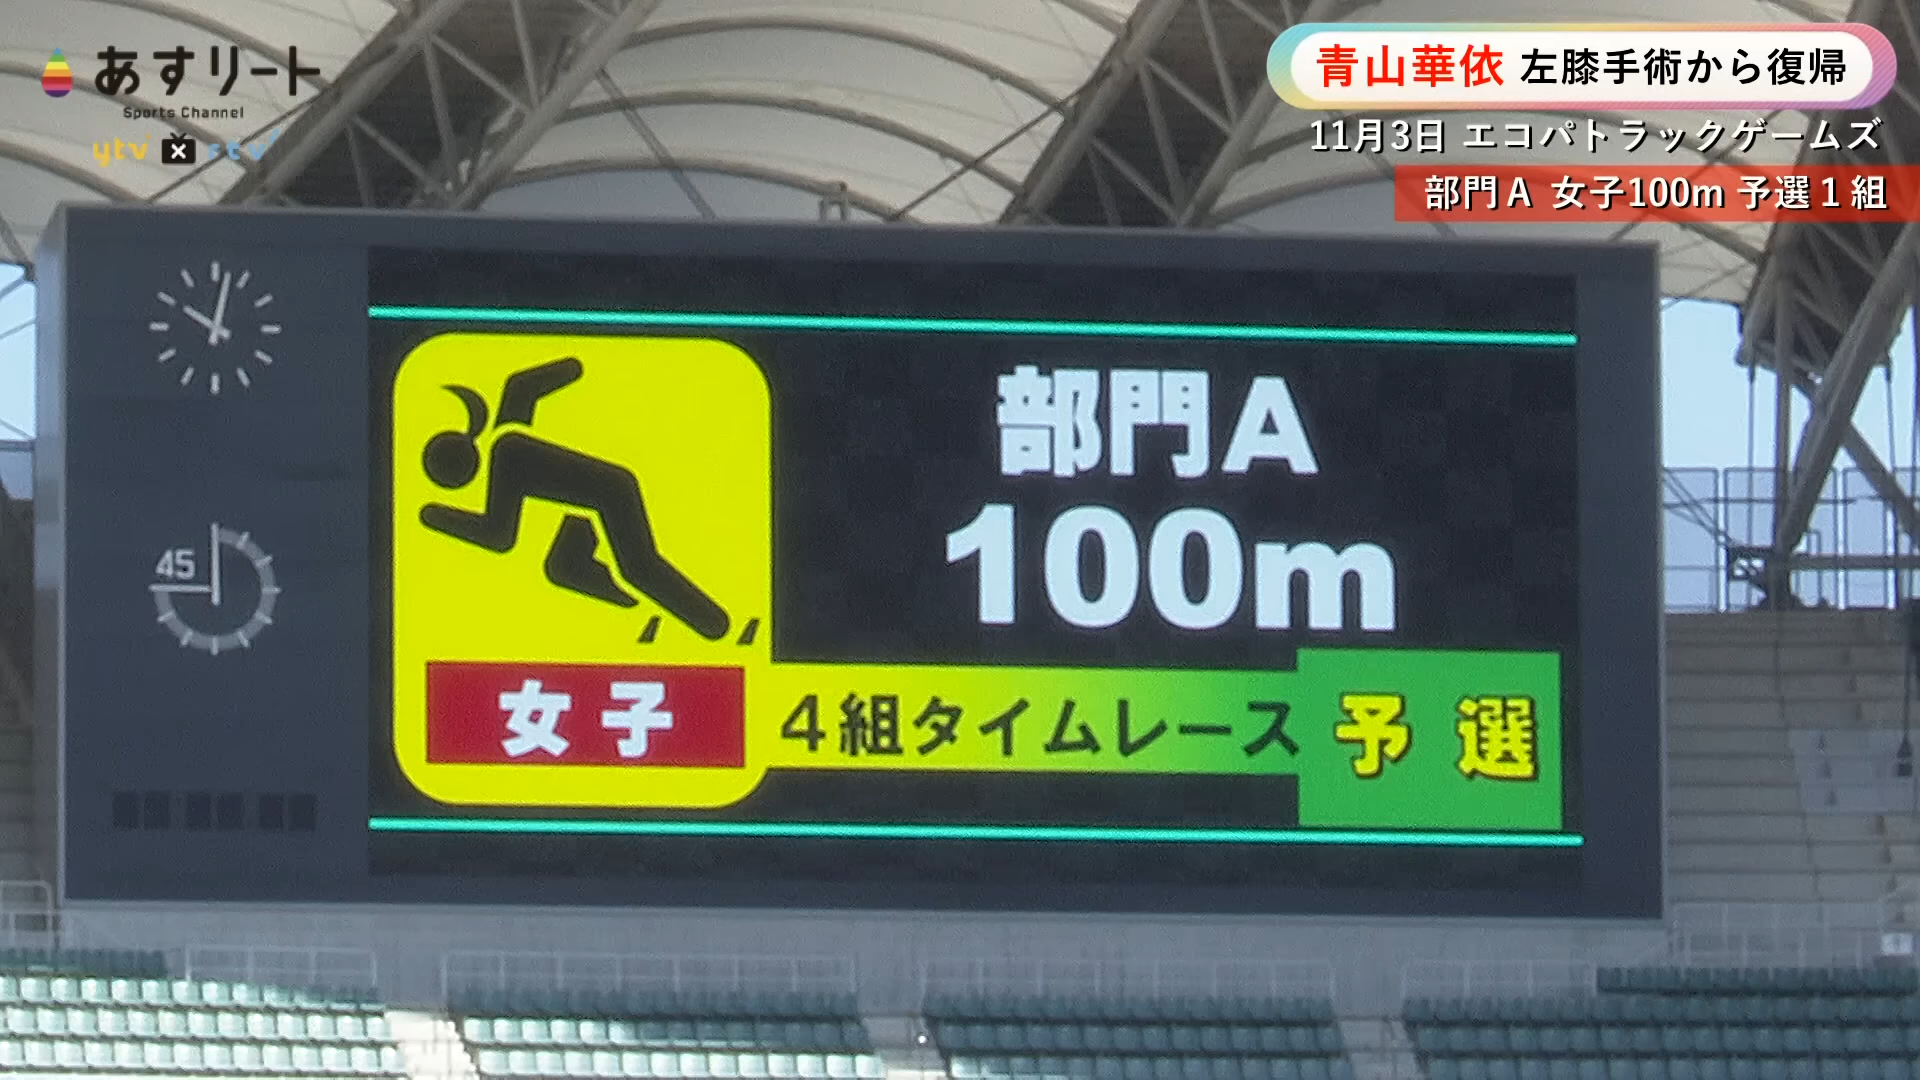 あすリート
Sports Channel
ytv × rtv
青山華依 左膝手術から復帰
11月3日 エコパトラックゲームズ
部門A 女子100m 予選1組
45
部門A
100m
女子
4組タイムレース
予選